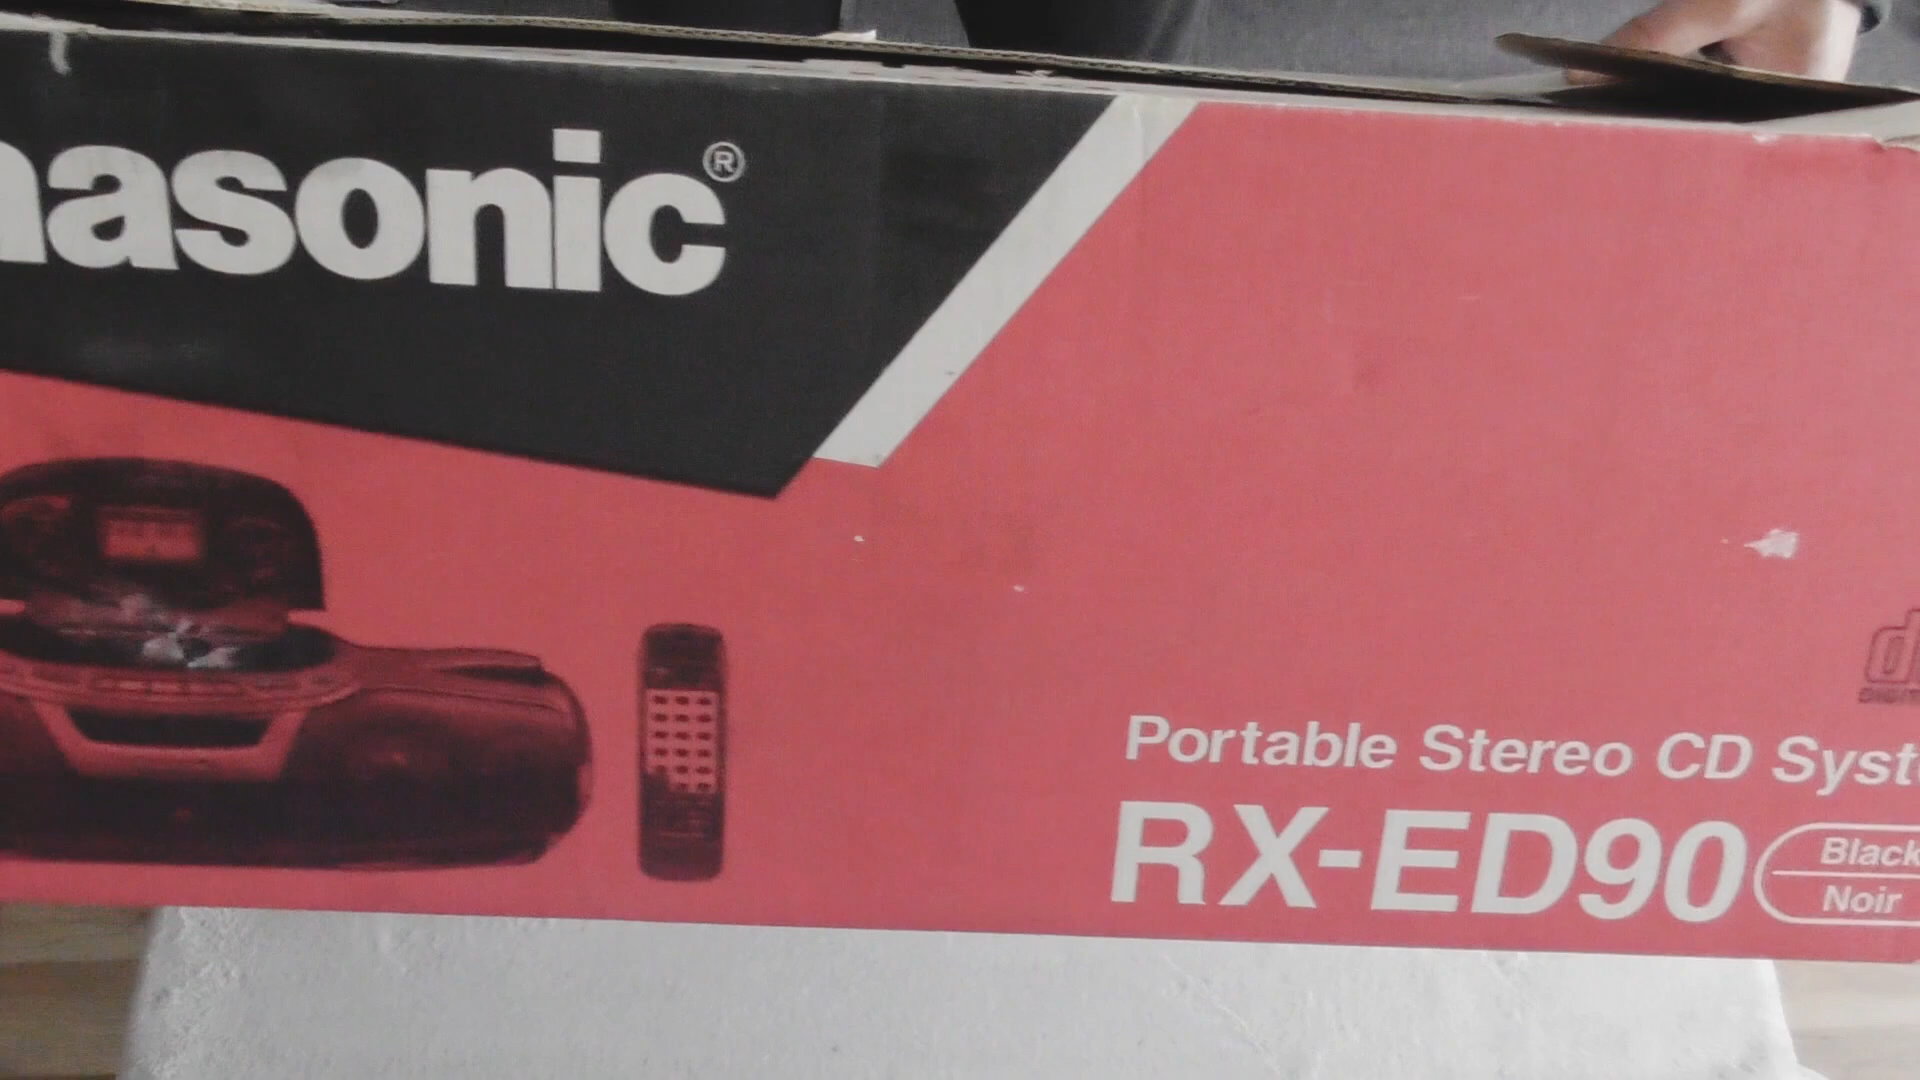 nasonic®
Portable Stereo CD Syst
RX-ED90
Black
Noir